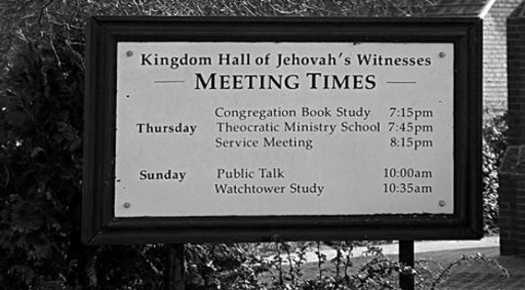 Kingdom Hall of Jehovah's Witnesses
MEETING TIMES
Congregation Book Study 7:15pm
Thursday Theocratic Ministry School 7:45pm
Service Meeting 8:15pm
Sunday Public Talk 10:00am
Watchtower Study 10:35am